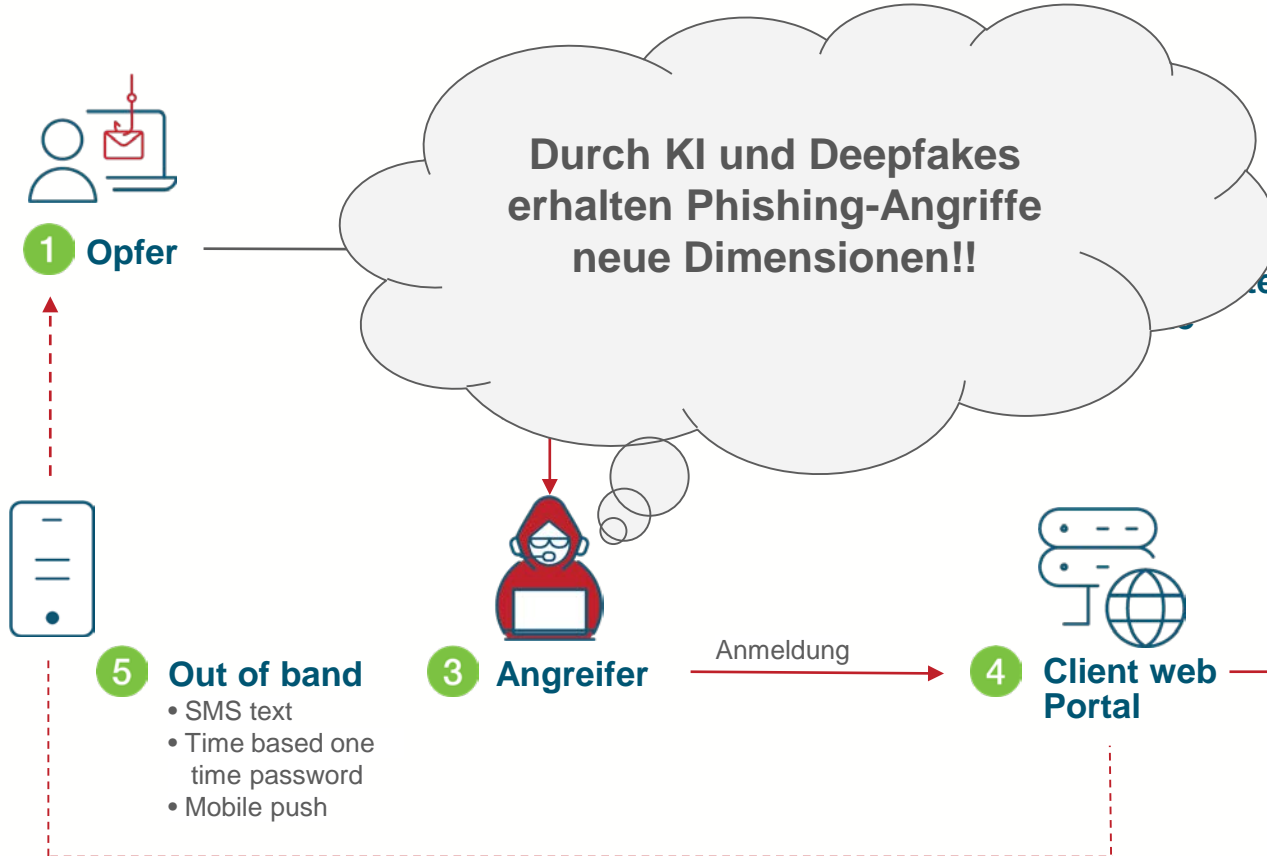 Durch KI und Deepfakes
erhalten Phishing-Angriffe
neue Dimensionen!!
1 Opfer
Anmeldung
5 Out of band
• SMS text
• Time based one
time password
• Mobile push
3 Angreifer
4 Client web
Portal